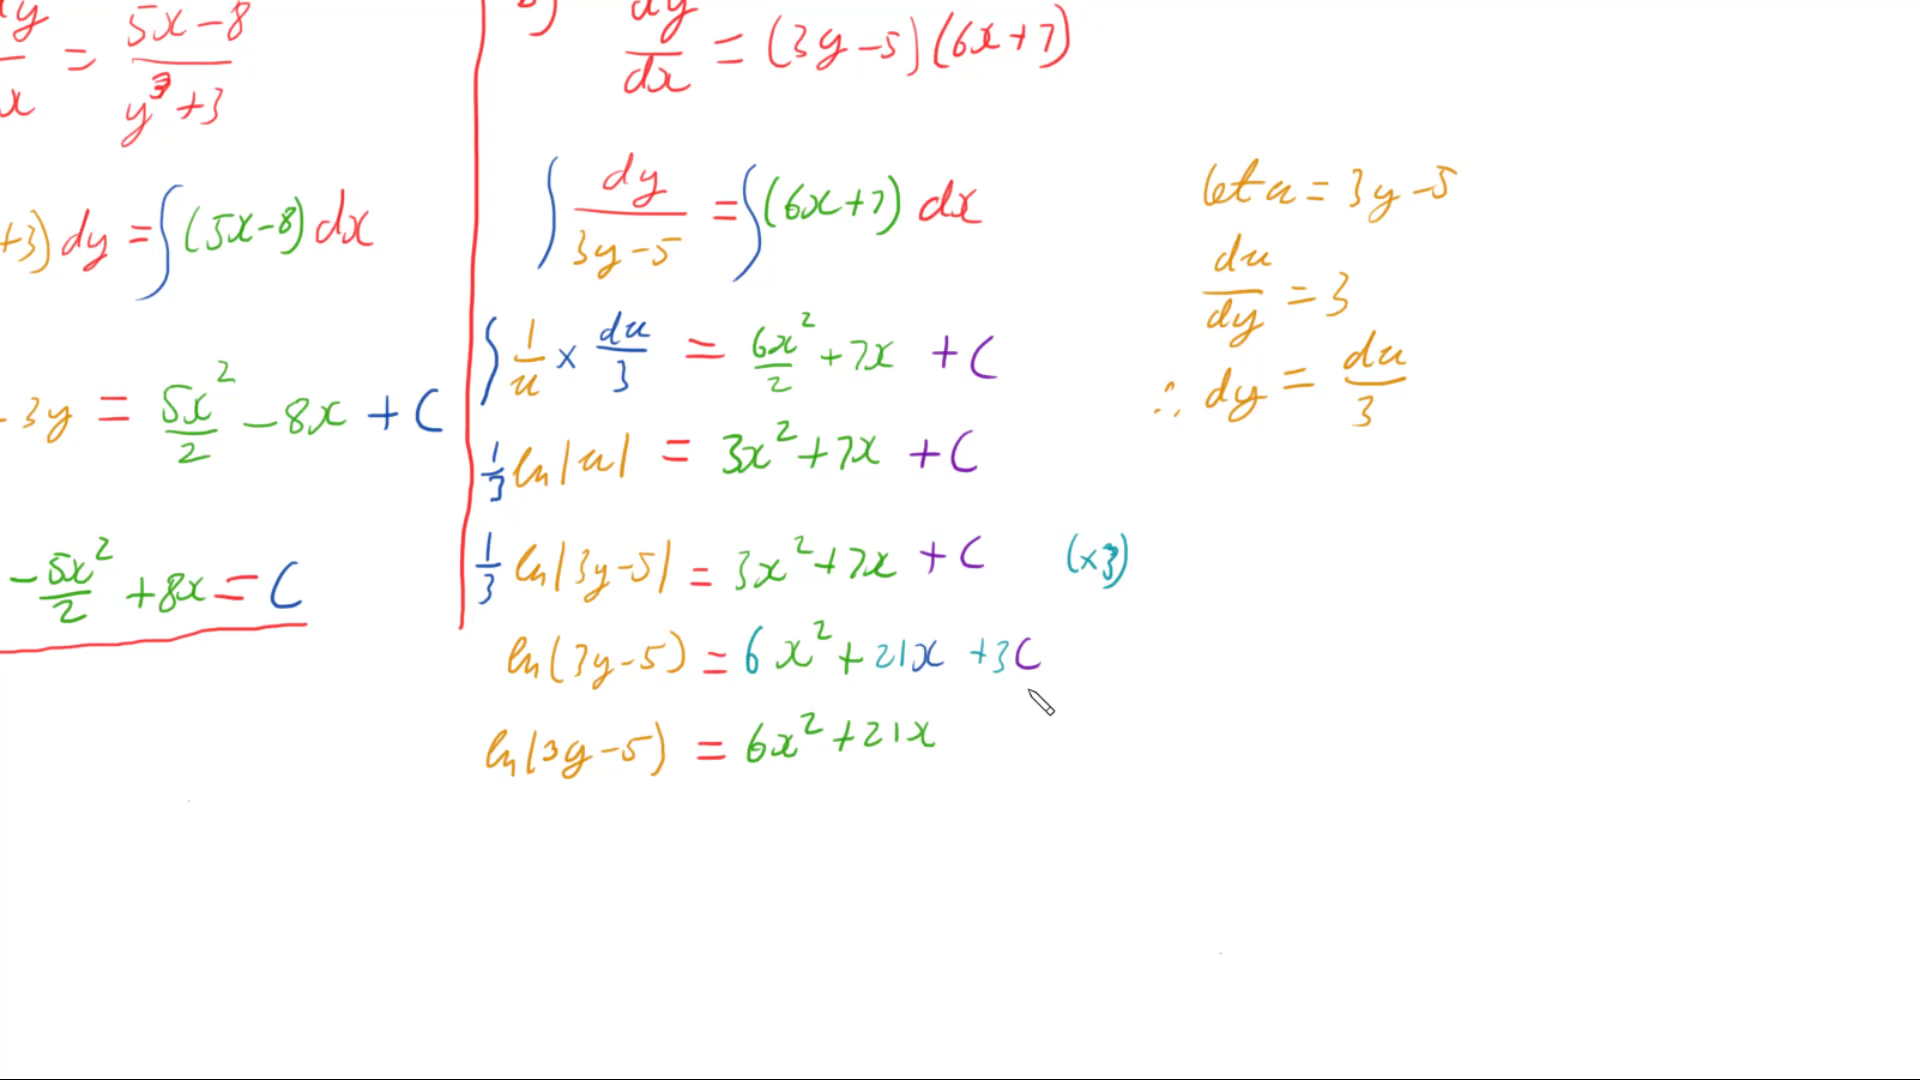 y/x = (5x-8)/(y³+3)
+3) dy = ∫(5x-8) dx
- 3y = 5x²/2 - 8x + C
- 5x²/2 + 8x = C
dy/dx = (3y-5)(6x+7)
∫ dy/(3y-5) = ∫(6x+7) dx
∫ 1/u × du/3 = 6x²/2 + 7x + C
1/3 ln|u| = 3x² + 7x + C
1/3 ln|3y-5| = 3x² + 7x + C (×3)
ln(3y-5) = 6x² + 21x + 3C
ln(3y-5) = 6x² + 21x
let u = 3y-5
du/dy = 3
∴ dy = du/3